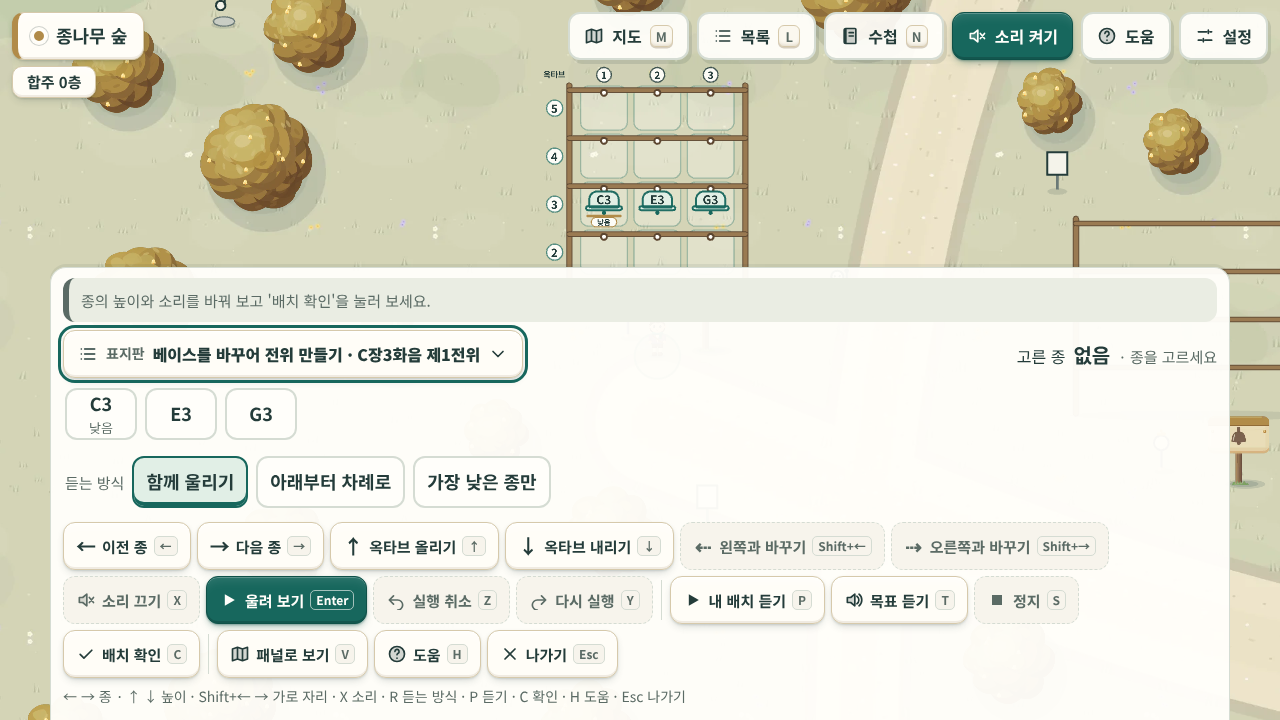 종나무 숲
지도 M
목록 L
수첩 N
소리 켜기
도움
설정
합주 0층
옥타브 1 2 3
5
4
3 C3 E3 G3
낮음
2
종의 높이와 소리를 바꿔 보고 '배치 확인'을 눌러 보세요.
표지판 베이스를 바꾸어 전위 만들기 · C장3화음 제1전위
고른 종 없음 · 종을 고르세요
C3 E3 G3
낮음
듣는 방식 함께 울리기 아래부터 차례로 가장 낮은 종만
← 이전 종 ← → 다음 종 → ↑ 옥타브 올리기 ↑ ↓ 옥타브 내리기 ↓ 왼쪽과 바꾸기 Shift+← 오른쪽과 바꾸기 Shift+→
소리 끄기 X 울려 보기 Enter 실행 취소 Z 다시 실행 Y 내 배치 듣기 P 목표 듣기 T 정지 S
배치 확인 C 패널로 보기 V 도움 H 나가기 Esc
← → 종 · ↑ ↓ 높이 · Shift+← → 가로 자리 · X 소리 · R 듣는 방식 · P 듣기 · C 확인 · H 도움 · Esc 나가기